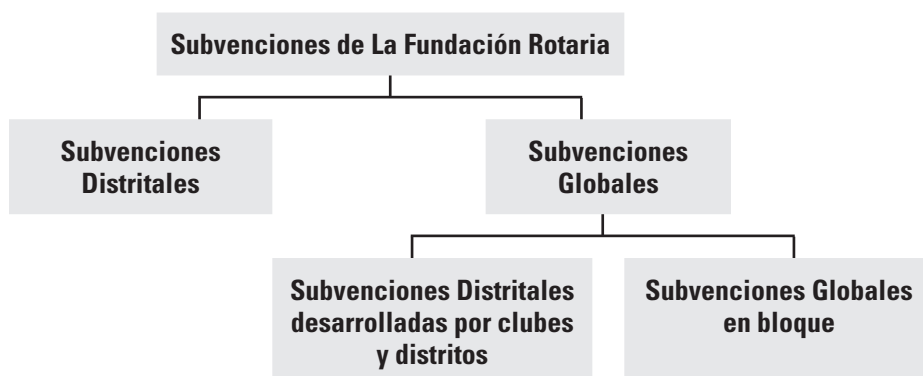 Subvenciones de La Fundación Rotaria
Subvenciones
Distritales
Subvenciones
Globales
Subvenciones Distritales
desarrolladas por clubes
y distritos
Subvenciones Globales
en bloque